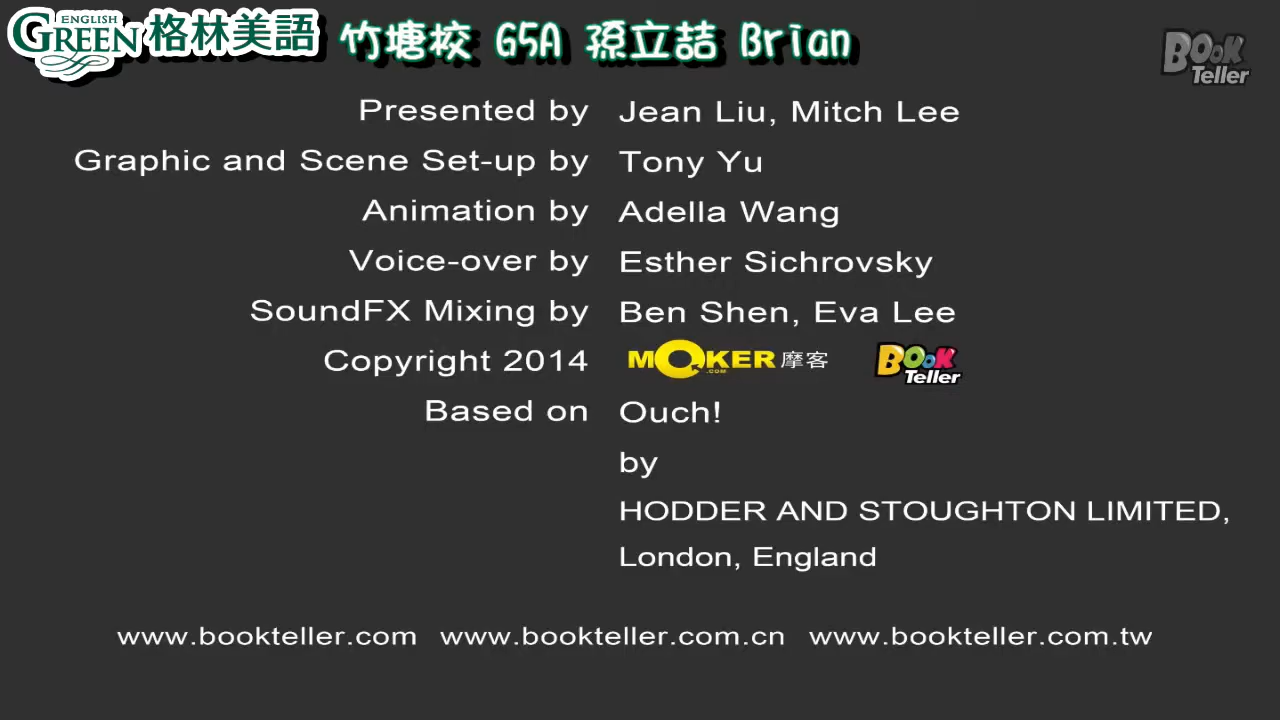 ENGLISH
GREEN 格林美語 竹塘校 G5A 孫立喆 Brian
BOOK
Teller
Presented by Jean Liu, Mitch Lee
Graphic and Scene Set-up by Tony Yu
Animation by Adella Wang
Voice-over by Esther Sichrovsky
SoundFX Mixing by Ben Shen, Eva Lee
Copyright 2014 MOKER.COM 摩客 BOOK Teller
Based on Ouch!
by
HODDER AND STOUGHTON LIMITED,
London, England
www.bookteller.com www.bookteller.com.cn www.bookteller.com.tw